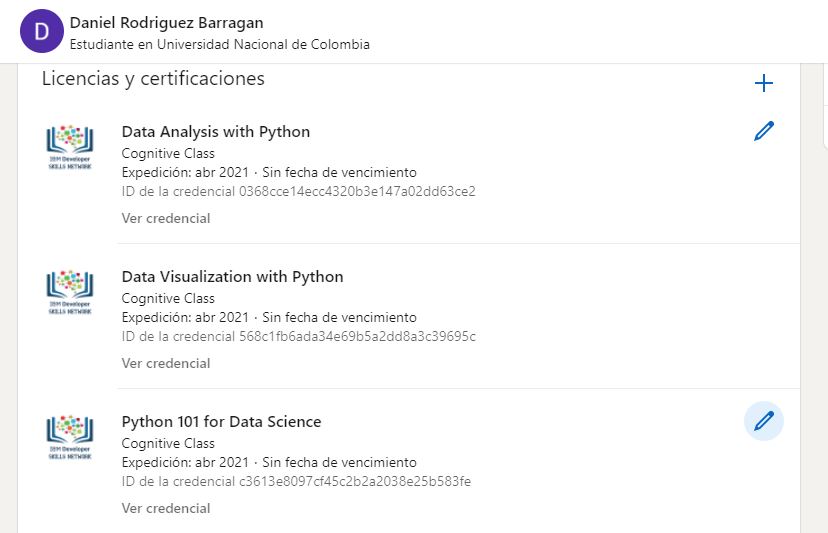 D
Daniel Rodriguez Barragan
Estudiante en Universidad Nacional de Colombia
Licencias y certificaciones
IBM Developer
SKILLS NETWORK
Data Analysis with Python
Cognitive Class
Expedición: abr 2021 · Sin fecha de vencimiento
ID de la credencial 0368cce14ecc4320b3e147a02dd63ce2
Ver credencial
IBM Developer
SKILLS NETWORK
Data Visualization with Python
Cognitive Class
Expedición: abr 2021 · Sin fecha de vencimiento
ID de la credencial 568c1fb6ada34e69b5a2dd8a3c39695c
Ver credencial
IBM Developer
SKILLS NETWORK
Python 101 for Data Science
Cognitive Class
Expedición: abr 2021 · Sin fecha de vencimiento
ID de la credencial c3613e8097cf45c2b2a2038e25b583fe
Ver credencial